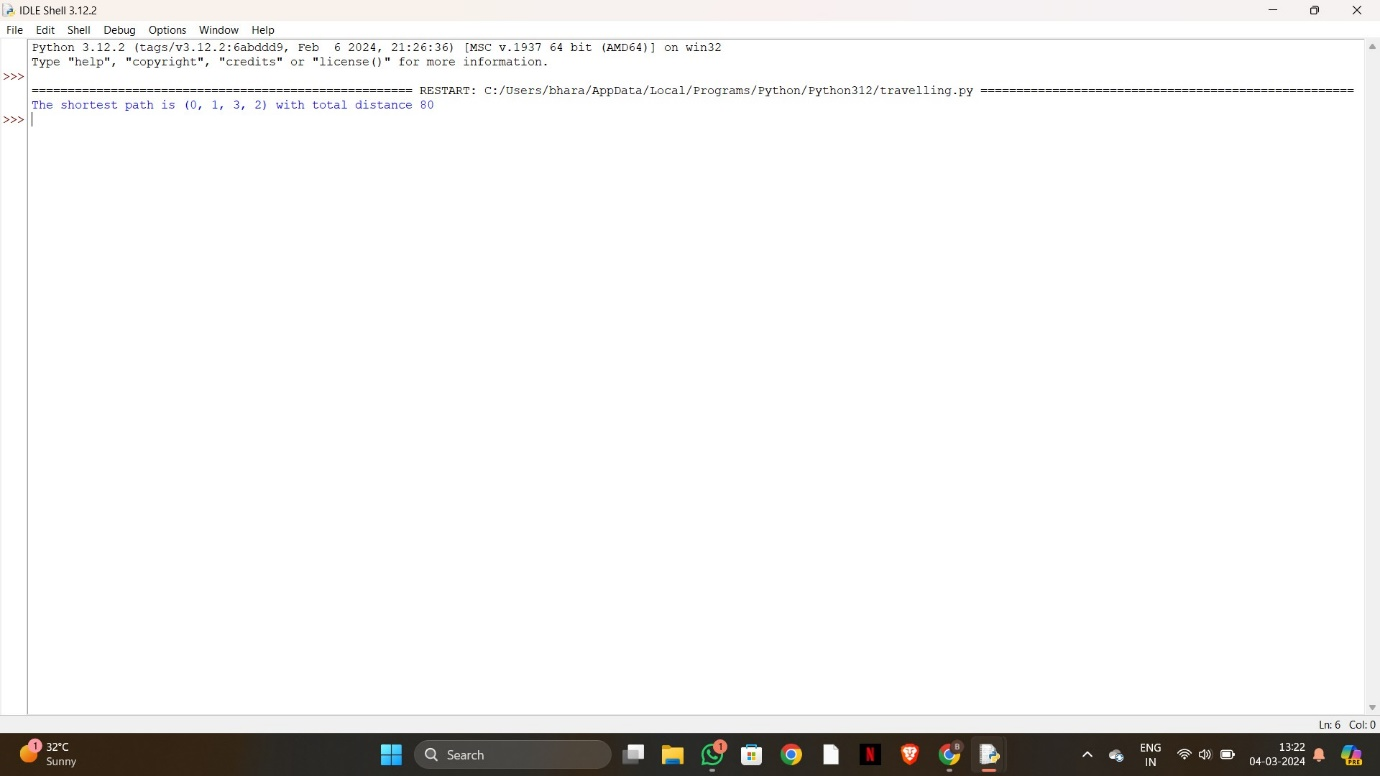 IDLE Shell 3.12.2
File Edit Shell Debug Options Window Help
Python 3.12.2 (tags/v3.12.2:6abddd9, Feb  6 2024, 21:26:36) [MSC v.1937 64 bit (AMD64)] on win32
Type "help", "copyright", "credits" or "license()" for more information.
>>>
==================================================== RESTART: C:/Users/bhara/AppData/Local/Programs/Python/Python312/travelling.py ====================================================
The shortest path is (0, 1, 3, 2) with total distance 80
>>>
Ln: 6 Col: 0
1 32°C Search 1 N B ENG 13:22
Sunny IN 04-03-2024 PRE